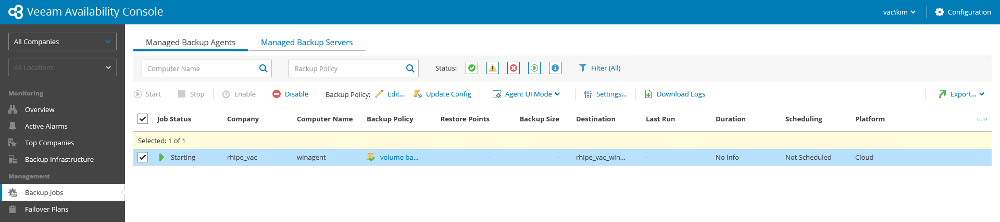 Veeam Availability Console
vac\kim
Configuration
All Companies
All Locations
Monitoring
Overview
Active Alarms
Top Companies
Backup Infrastructure
Management
Backup Jobs
Failover Plans
Managed Backup Agents Managed Backup Servers
Computer Name Backup Policy Status: Filter (All)
Start Stop Enable Disable Backup Policy: Edit... Update Config Agent UI Mode Settings... Download Logs Export...
Job Status Company Computer Name Backup Policy Restore Points Backup Size Destination Last Run Duration Scheduling Platform
Selected: 1 of 1
Starting rhipe_vac winagent volume ba... - - rhipe_vac_win... - No Info Not Scheduled Cloud